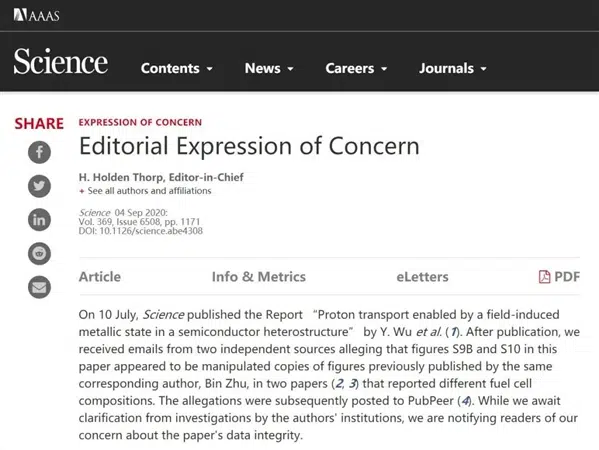 AAAS
Science
Contents
News
Careers
Journals
SHARE
EXPRESSION OF CONCERN
Editorial Expression of Concern
H. Holden Thorp, Editor-in-Chief
+ See all authors and affiliations
Science 04 Sep 2020:
Vol. 369, Issue 6508, pp. 1171
DOI: 10.1126/science.abe4308
Article
Info & Metrics
eLetters
PDF
On 10 July, Science published the Report “Proton transport enabled by a field-induced
metallic state in a semiconductor heterostructure” by Y. Wu et al. (1). After publication, we
received emails from two independent sources alleging that figures S9B and S10 in this
paper appeared to be manipulated copies of figures previously published by the same
corresponding author, Bin Zhu, in two papers (2, 3) that reported different fuel cell
compositions. The allegations were subsequently posted to PubPeer (4). While we await
clarification from investigations by the authors' institutions, we are notifying readers of our
concern about the paper's data integrity.